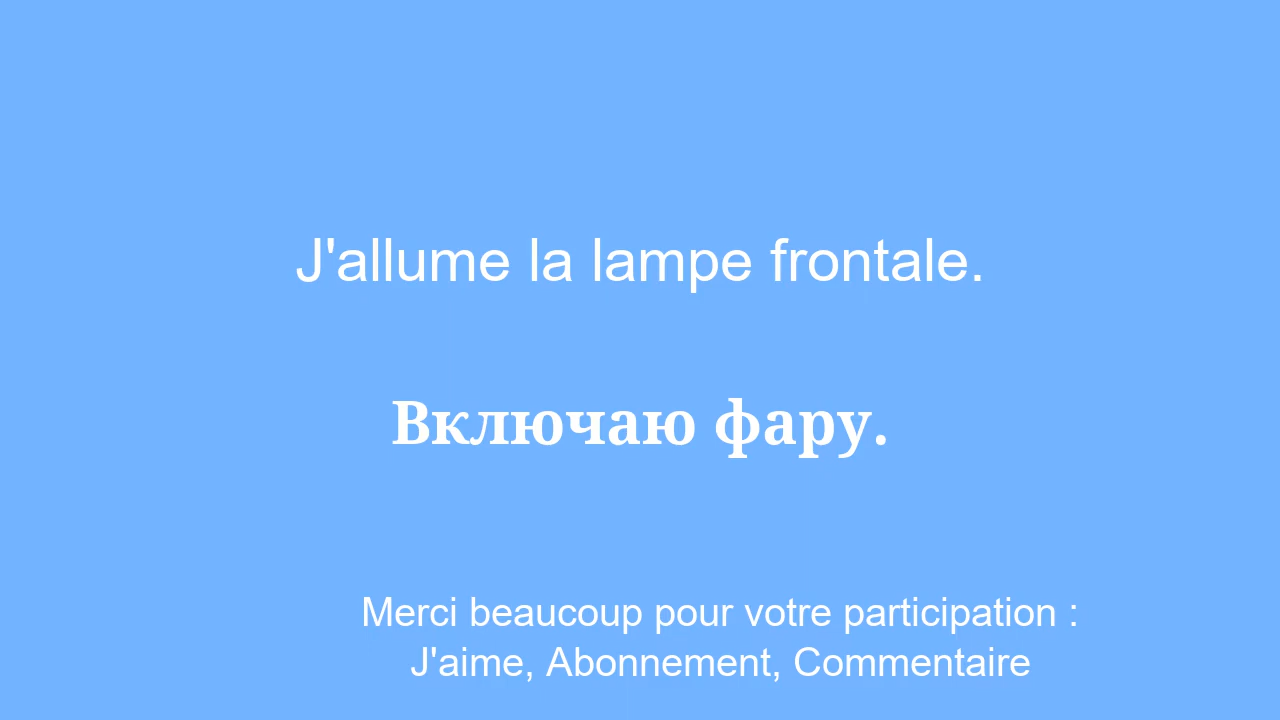 J'allume la lampe frontale.
Включаю фару.
Merci beaucoup pour votre participation :
J'aime, Abonnement, Commentaire